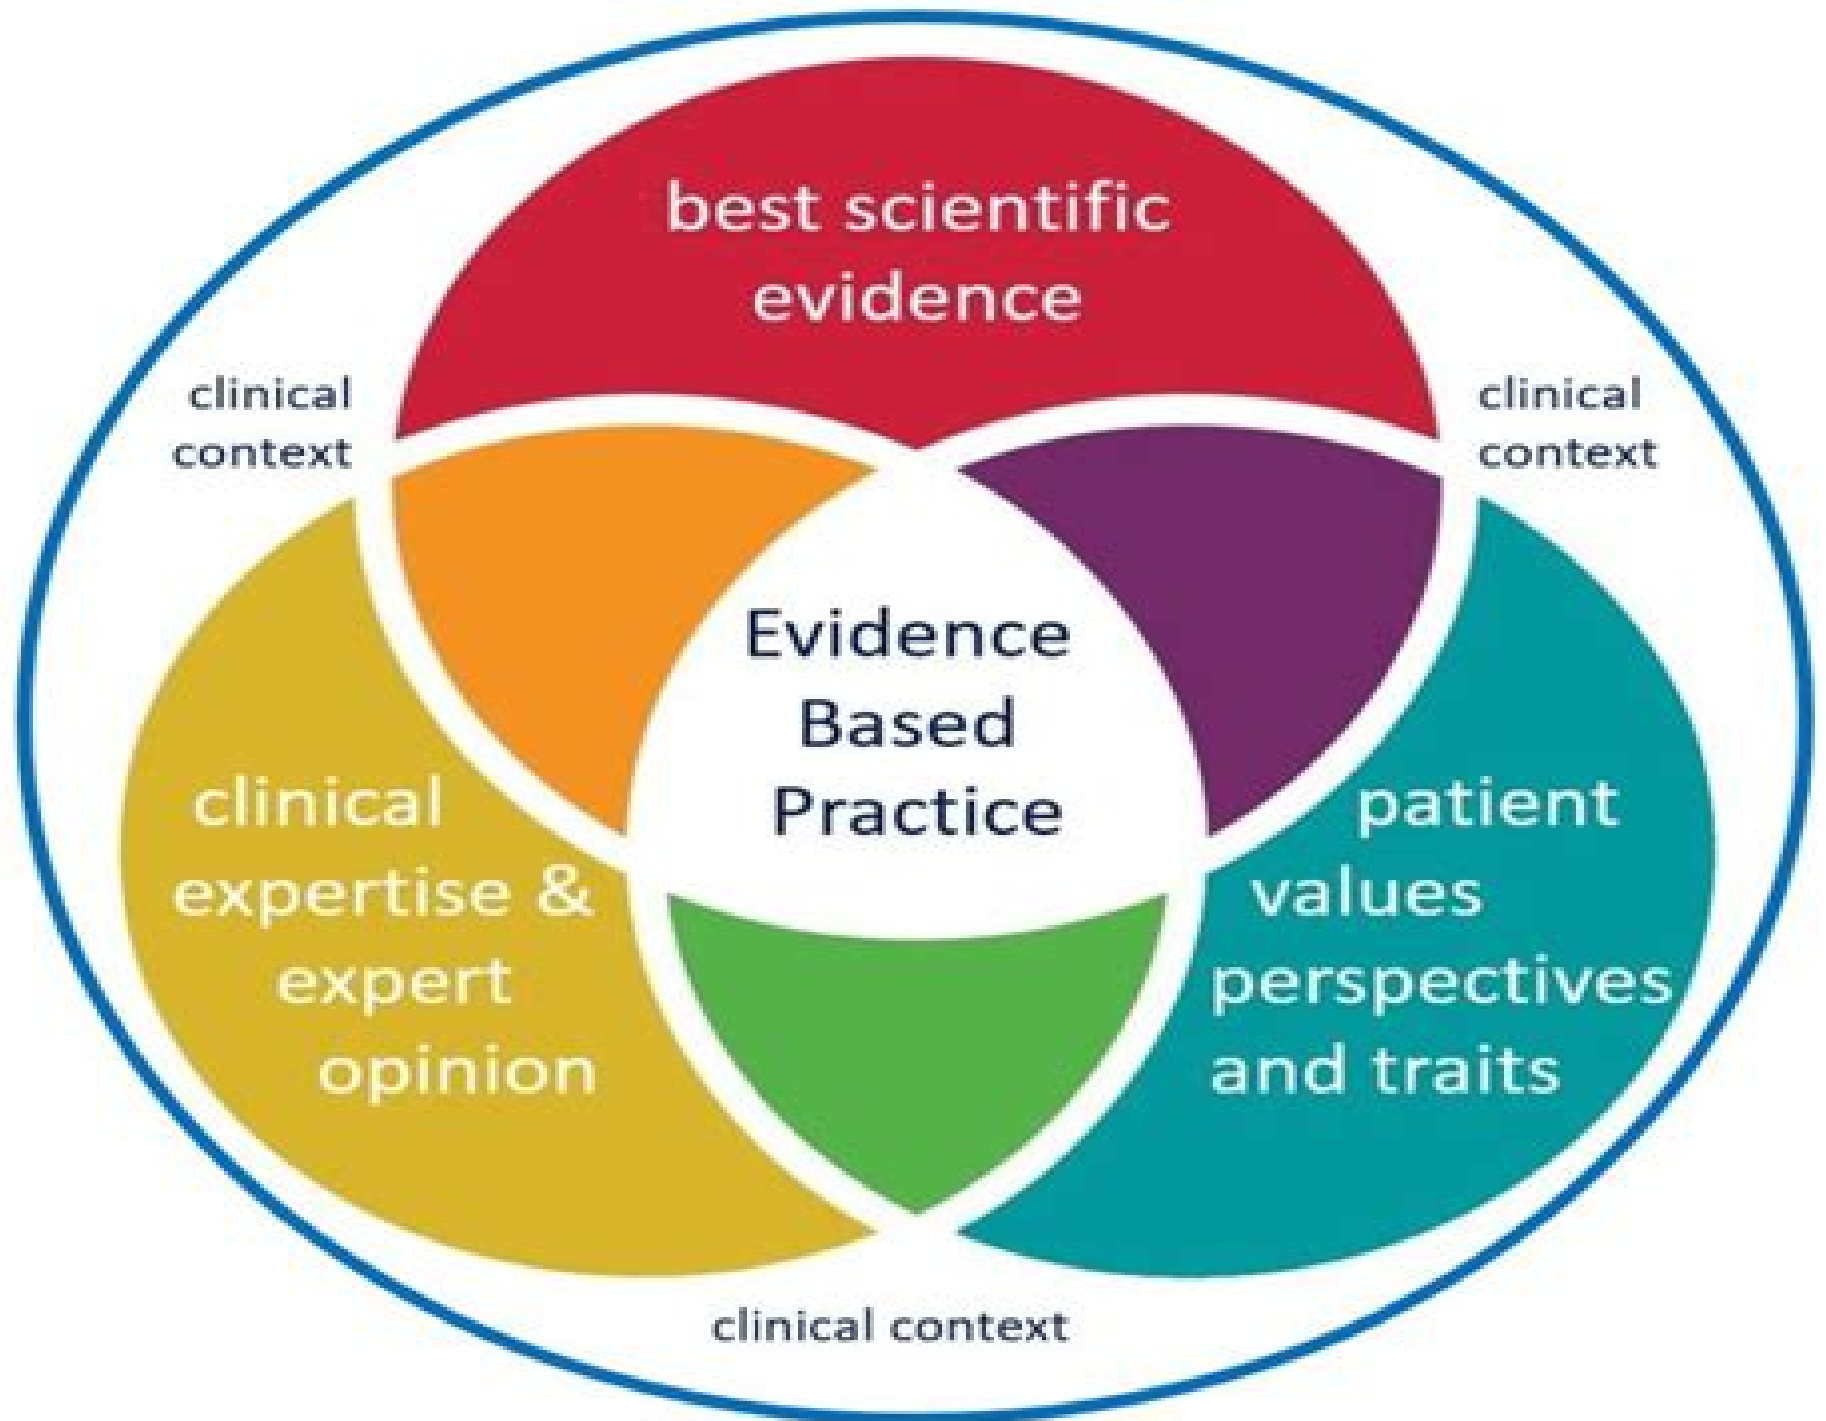 best scientific
evidence
clinical
context
clinical
context
Evidence
Based
Practice
clinical
expertise &
expert
opinion
patient
values
perspectives
and traits
clinical context